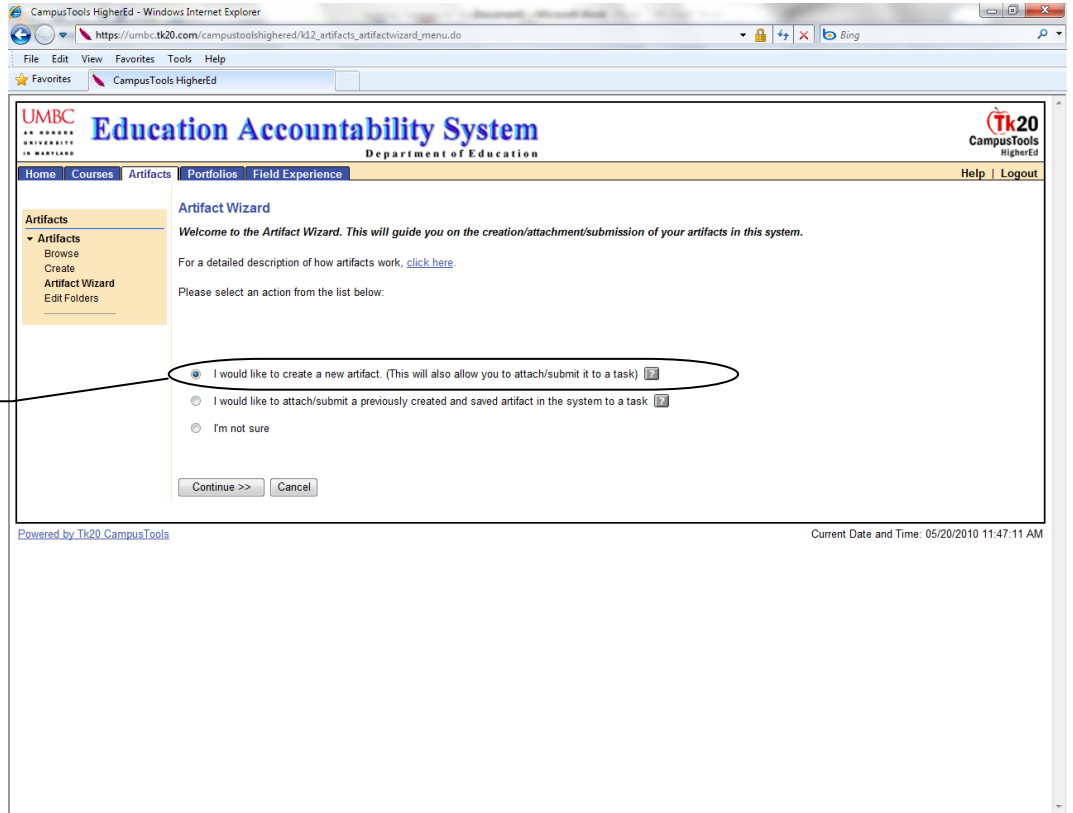 CampusTools HigherEd - Windows Internet Explorer
https://umbc.tk20.com/campustoolshighered/k12_artifacts_artifactwizard_menu.do
Bing
File Edit View Favorites Tools Help
Favorites CampusTools HigherEd
UMBC
AN HONORS
UNIVERSITY
IN MARYLAND
Education Accountability System
Department of Education
Tk20
CampusTools
HigherEd
Home Courses Artifacts Portfolios Field Experience Help | Logout
Artifacts
Artifacts
Browse
Create
Artifact Wizard
Edit Folders
Artifact Wizard
Welcome to the Artifact Wizard. This will guide you on the creation/attachment/submission of your artifacts in this system.
For a detailed description of how artifacts work, click here.
Please select an action from the list below:
I would like to create a new artifact. (This will also allow you to attach/submit it to a task) ?
I would like to attach/submit a previously created and saved artifact in the system to a task ?
I'm not sure
Continue >> Cancel
Powered by Tk20 CampusTools Current Date and Time: 05/20/2010 11:47:11 AM